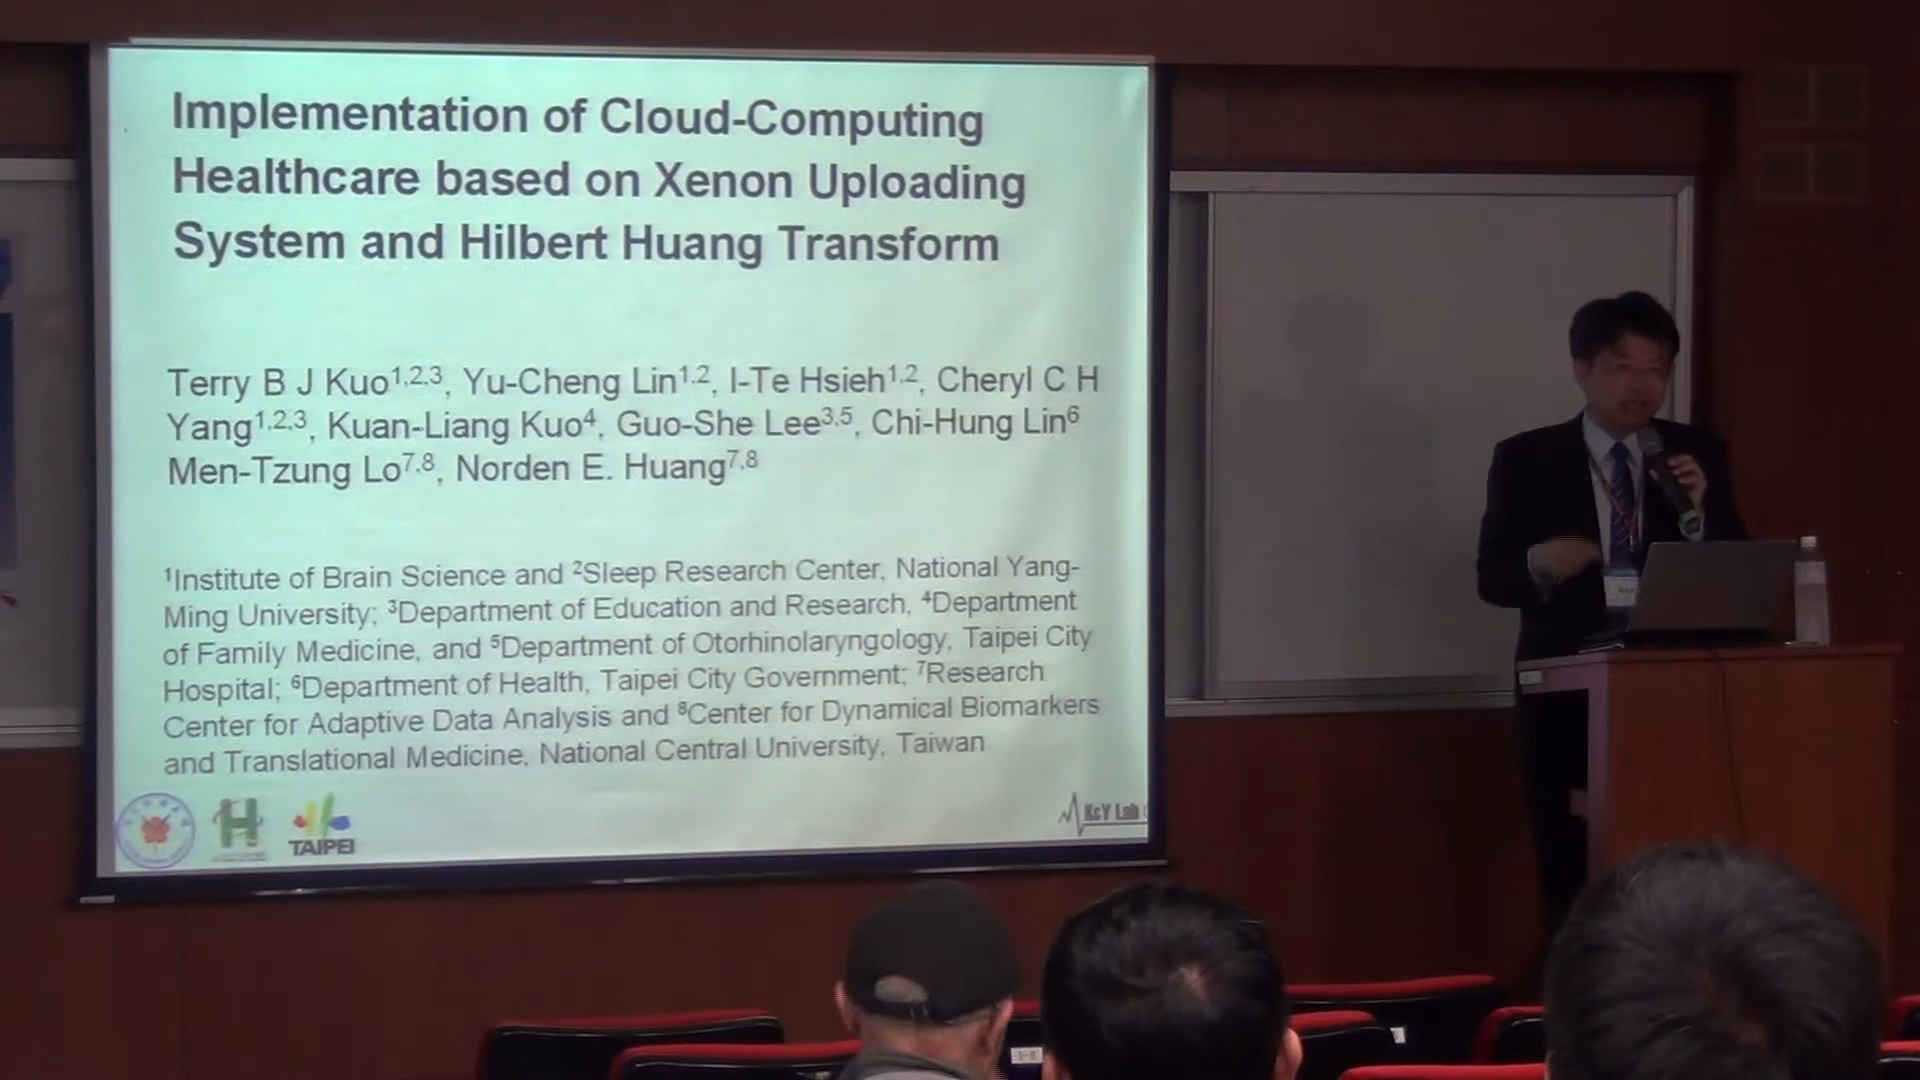 Implementation of Cloud-Computing
Healthcare based on Xenon Uploading
System and Hilbert Huang Transform
Terry B J Kuo1,2,3, Yu-Cheng Lin1,2, I-Te Hsieh1,2, Cheryl C H
Yang1,2,3, Kuan-Liang Kuo4, Guo-She Lee3,5, Chi-Hung Lin6
Men-Tzung Lo7,8, Norden E. Huang7,8
1Institute of Brain Science and 2Sleep Research Center, National Yang-
Ming University; 3Department of Education and Research, 4Department
of Family Medicine, and 5Department of Otorhinolaryngology, Taipei City
Hospital; 6Department of Health, Taipei City Government; 7Research
Center for Adaptive Data Analysis and 8Center for Dynamical Biomarkers
and Translational Medicine, National Central University, Taiwan
H
TAIPEI
K&Y Lab